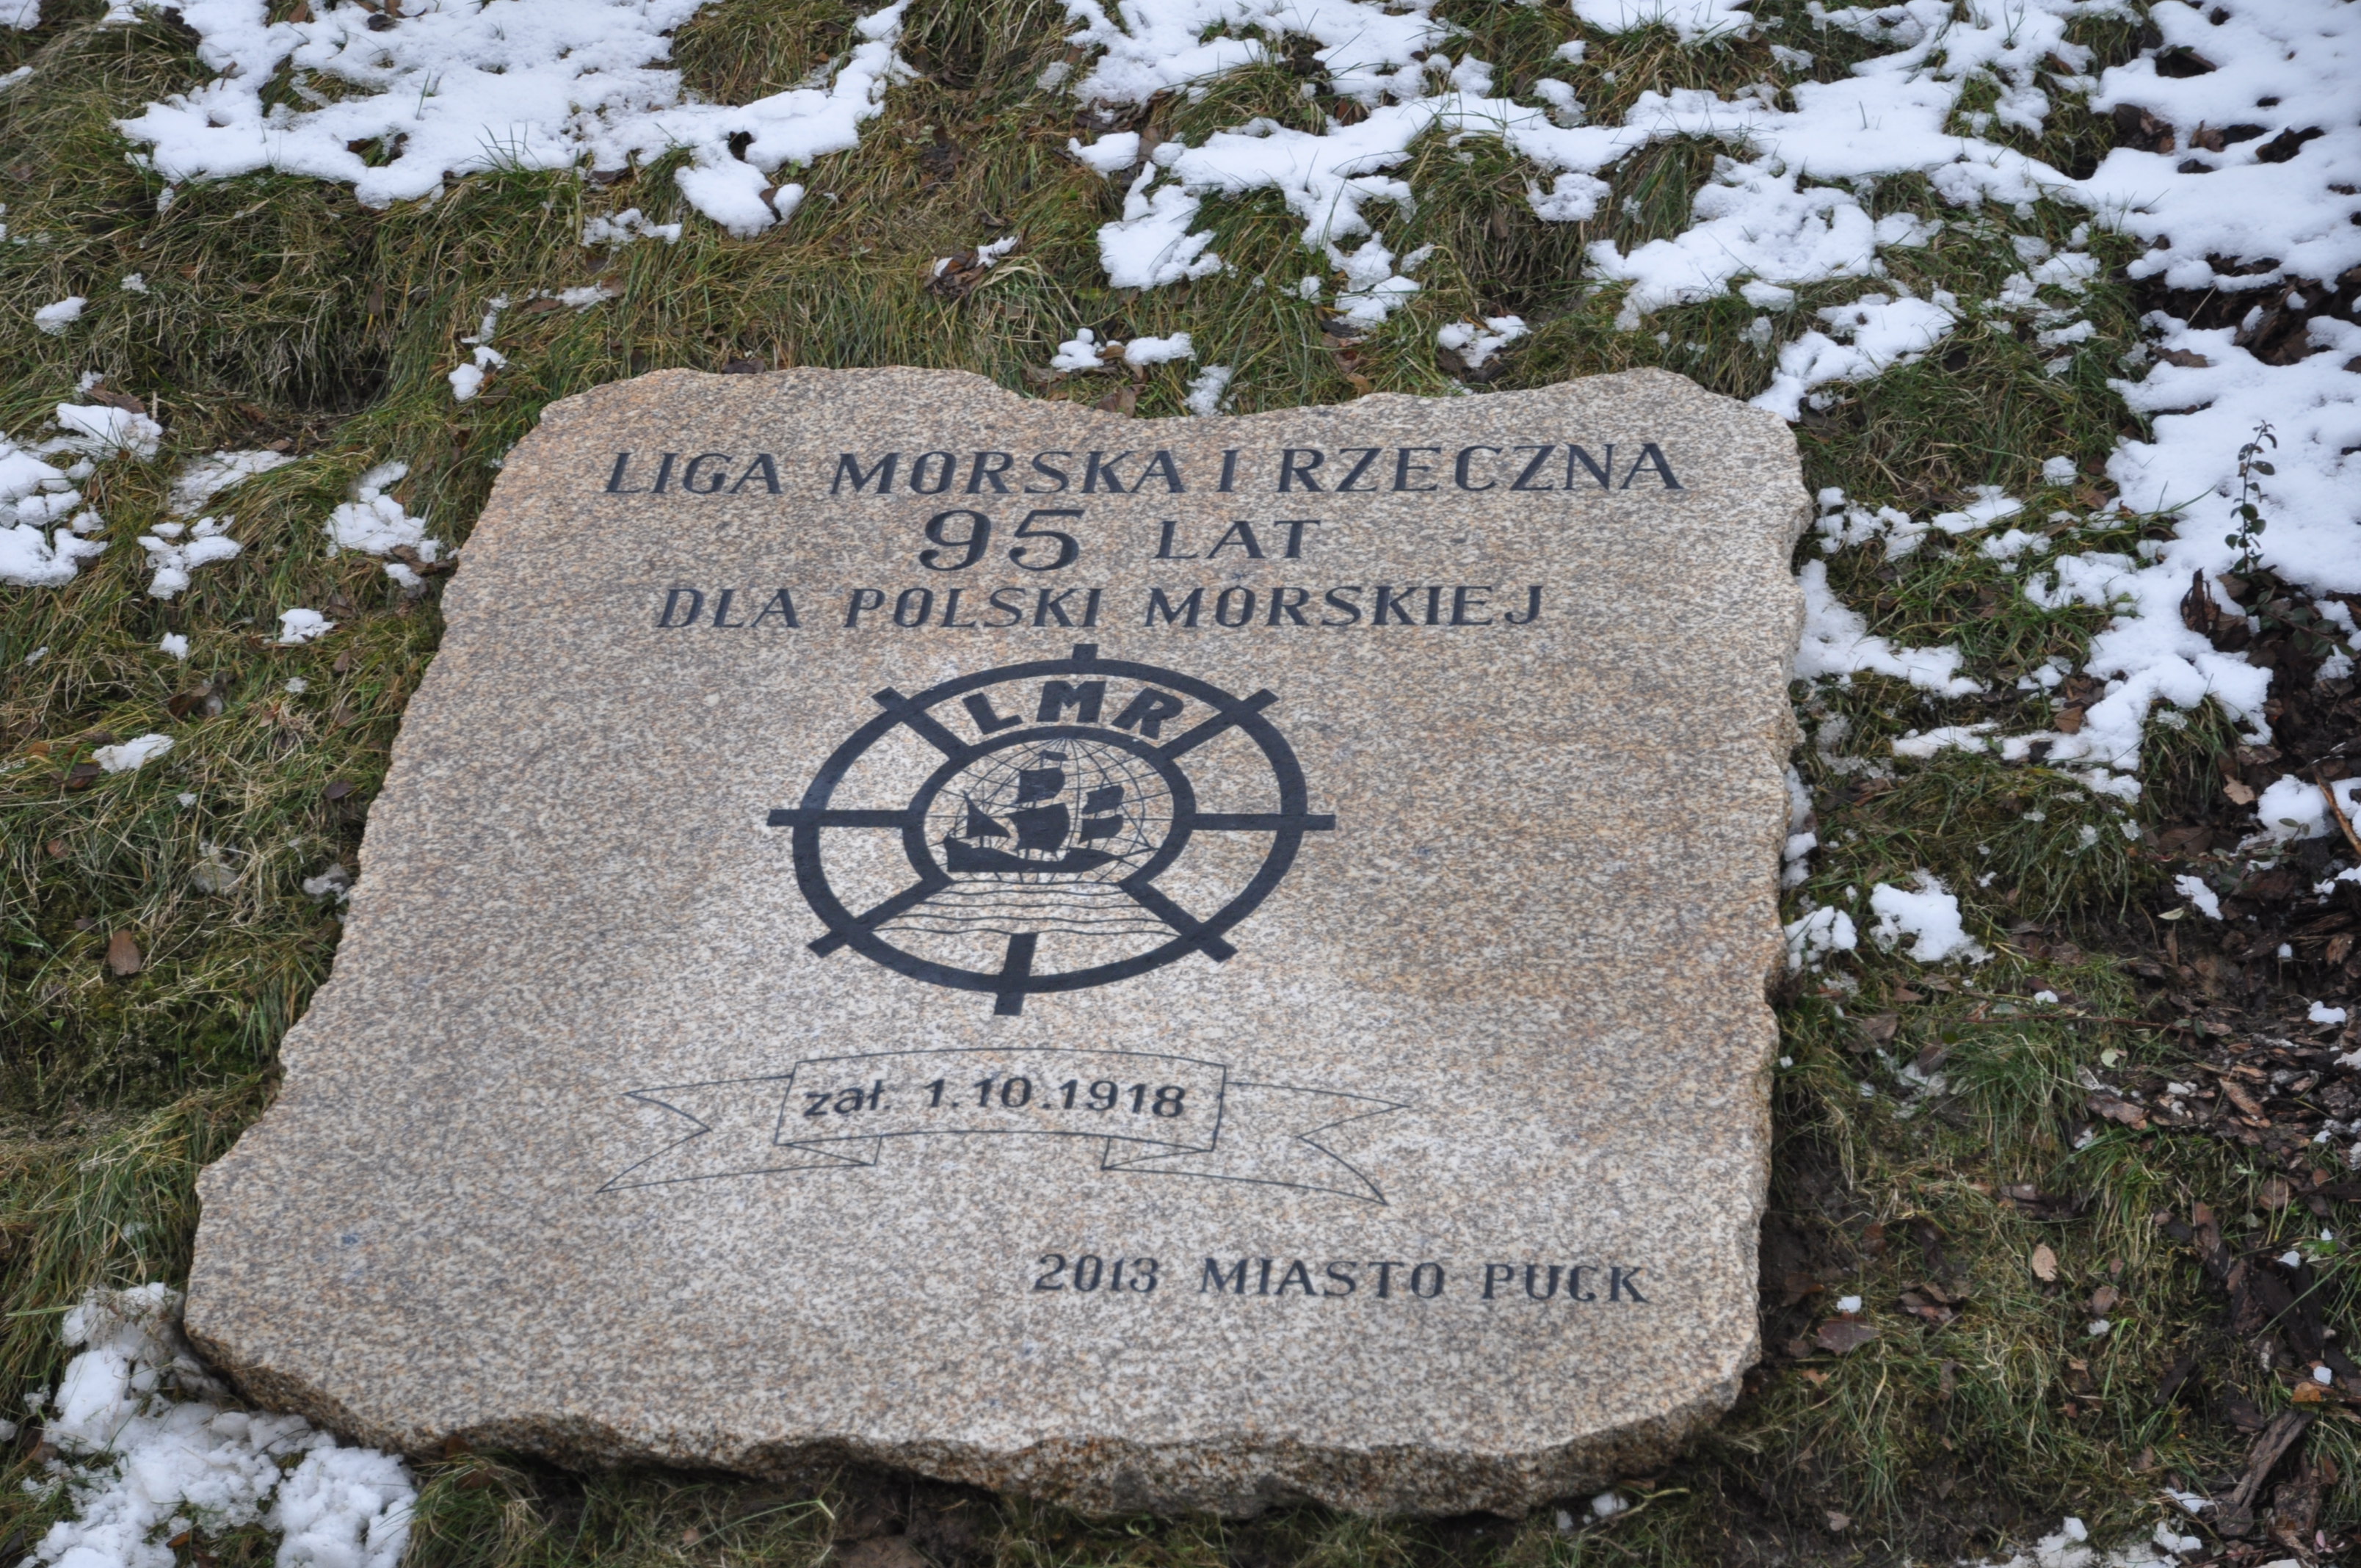 LIGA MORSKA I RZECZNA
95 LAT
DLA POLSKI MORSKIEJ
LMR
zał. 1.10.1918
2013 MIASTO PUCK